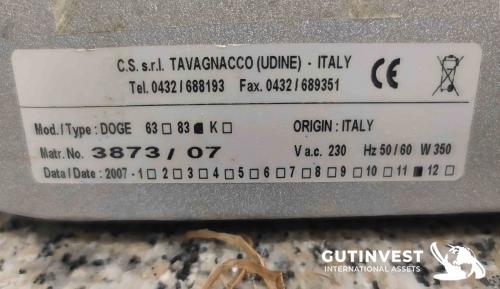 C.S. s.r.l. TAVAGNACCO (UDINE) - ITALY
Tel. 0432/688193 Fax. 0432/689351
CE
Mod./Type : DOGE 63 □ 83 ■ K □ ORIGIN : ITALY
Matr. No. 3873/07 V a.c. 230 Hz 50/60 W 350
Data/Date : 2007 - 1 □ 2 □ 3 □ 4 □ 5 □ 6 □ 7 □ 8 □ 9 □ 10 □ 11 ■ 12 □
GUTINVEST
INTERNATIONAL ASSETS